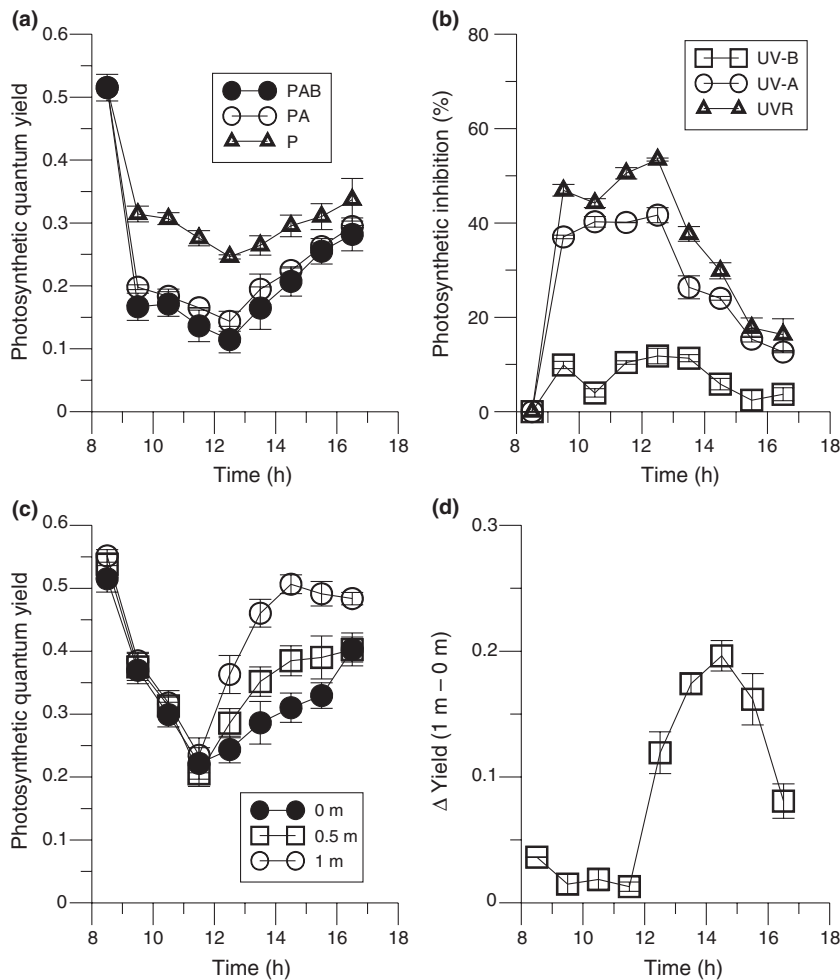 (a)
0.6
0.5
0.4
0.3
0.2
0.1
0
Photosynthetic quantum yield
PAB
PA
P
8 10 12 14 16 18
Time (h)
(b)
80
60
40
20
0
Photosynthetic inhibition (%)
UV-B
UV-A
UVR
8 10 12 14 16 18
Time (h)
(c)
0.6
0.5
0.4
0.3
0.2
0.1
0
Photosynthetic quantum yield
0 m
0.5 m
1 m
8 10 12 14 16 18
Time (h)
(d)
0.3
0.2
0.1
0
Δ Yield (1 m – 0 m)
8 10 12 14 16 18
Time (h)